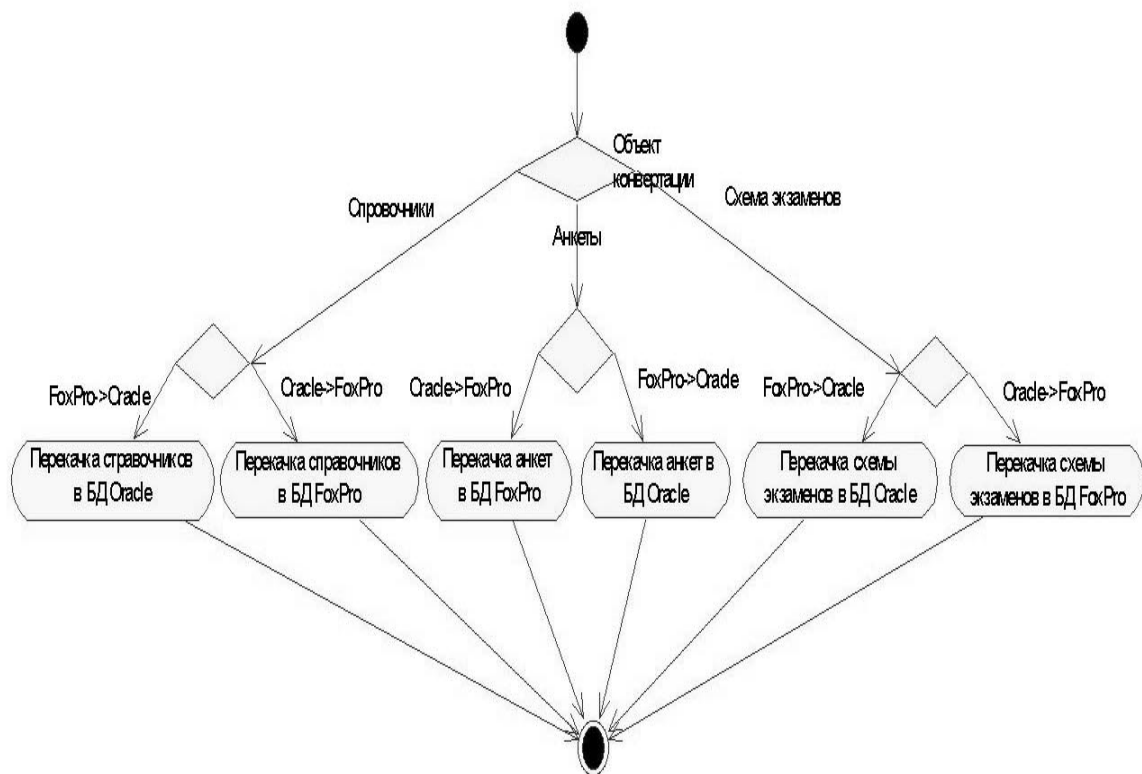 Объект
конвертации
Спровочники
Схема экзаменов
Анкеты
FoxPro->Oracle
Oracle->FoxPro
Oracle->FoxPro
FoxPro->Oracle
FoxPro->Oracle
Oracle->FoxPro
Перекачка стравочников
в БД Oracle
Перекачка справочников
в БД FoxPro
Перекачка анкет
в БД FoxPro
Перекачка анкет в
БД Oracle
Перекачка схемы
экзаменов в БД Oracle
Перекачка схемы
экзаменов в БД FoxPro